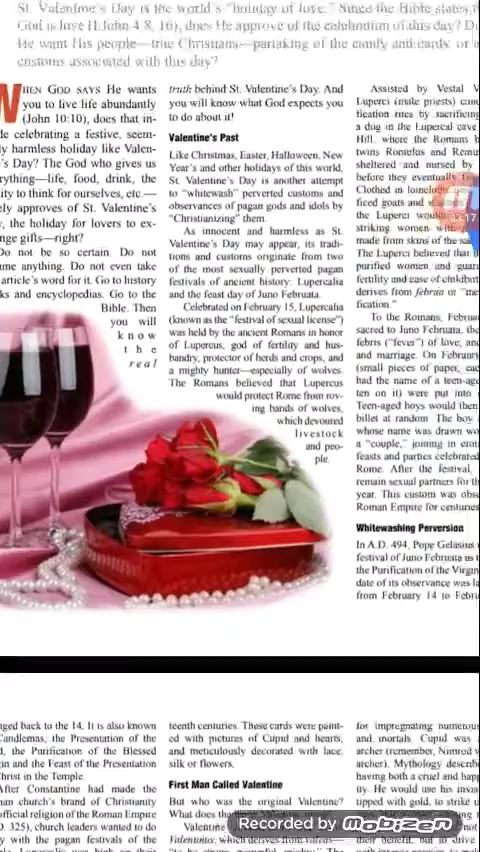 St. Valentine's Day is the world's "holiday of love." Since the Bible states t
God is love (I John 4:8, 16), does He approve of the celebration of this day? D
He want His people—true Christians—partaking of the candy and cards, or a
customs associated with this day?
WHEN GOD SAYS He wants
you to live life abundantly
(John 10:10), does that in-
de celebrating a festive, seem-
ly harmless holiday like Valen-
's Day? The God who gives us
rything—life, food, drink, the
ity to think for ourselves, etc.—
ely approves of St. Valentine's
y, the holiday for lovers to ex-
nge gifts—right?
Do not be so certain. Do not
ume anything. Do not even take
article's word for it. Go to history
ks and encyclopedias. Go to the
Bible. Then
you will
know
the
real
truth behind St. Valentine's Day. And
you will know what God expects you
to do about it!
Valentine's Past
Like Christmas, Easter, Halloween, New
Year's and other holidays of this world,
St. Valentine's Day is another attempt
to "whitewash" perverted customs and
observances of pagan gods and idols by
"Christianizing" them.
As innocent and harmless as St.
Valentine's Day may appear, its tradi-
tions and customs originate from two
of the most sexually perverted pagan
festivals of ancient history: Lupercalia
and the feast day of Juno Februata.
Celebrated on February 15, Lupercalia
(known as the "festival of sexual license")
was held by the ancient Romans in honor
of Lupercus, god of fertility and hus-
bandry, protector of herds and crops, and
a mighty hunter—especially of wolves.
The Romans believed that Lupercus
would protect Rome from rov-
ing bands of wolves,
which devoured
livestock
and peo-
ple.
Assisted by Vestal V
Luperci (male priests) con
fication rites by sacrificing
a dog in the Lupercal cave
Hill, where the Romans b
twins Romulus and Remu
sheltered and nursed by
before they eventually
Clothed in loincloth
ficed goats and s
the Luperci would
striking women with
made from skins of the sa
The Luperci believed that t
purified women and guara
fertility and ease of childbirt
derives from februa or "me
fication."
To the Romans, Februa
sacred to Juno Februata, the
febris ("fever") of love, and
and marriage. On February
(small pieces of paper, eac
had the name of a teen-age
ten on it) were put into
Teen-aged boys would then
billet at random. The boy
whose name was drawn wo
a "couple," joining in eroti
feasts and parties celebrated
Rome. After the festival,
remain sexual partners for th
year. This custom was obse
Roman Empire for centuries
Whitewashing Perversion
In A.D. 494, Pope Gelasius
festival of Juno Februata as t
the Purification of the Virgin
date of its observance was la
from February 14 to Febru
17
nged back to the 14. It is also known
Candlemas, the Presentation of the
d, the Purification of the Blessed
gin and the Feast of the Presentation
Christ in the Temple.
After Constantine had made the
man church's brand of Christianity
official religion of the Roman Empire
D. 325), church leaders wanted to do
y with the pagan festivals of the
teenth centuries. These cards were paint-
ed with pictures of Cupid and hearts,
and meticulously decorated with lace,
silk or flowers.
First Man Called Valentine
But who was the original Valentine?
What does the
Valentine
Valentinus, which derives from valens—
for impregnating numerous
and mortals. Cupid was
archer (remember, Nimrod w
archer). Mythology describ
having both a cruel and happ
ity. He would use his invis
tipped with gold, to strike u
their benefit, but to drive
Recorded by Mobizen